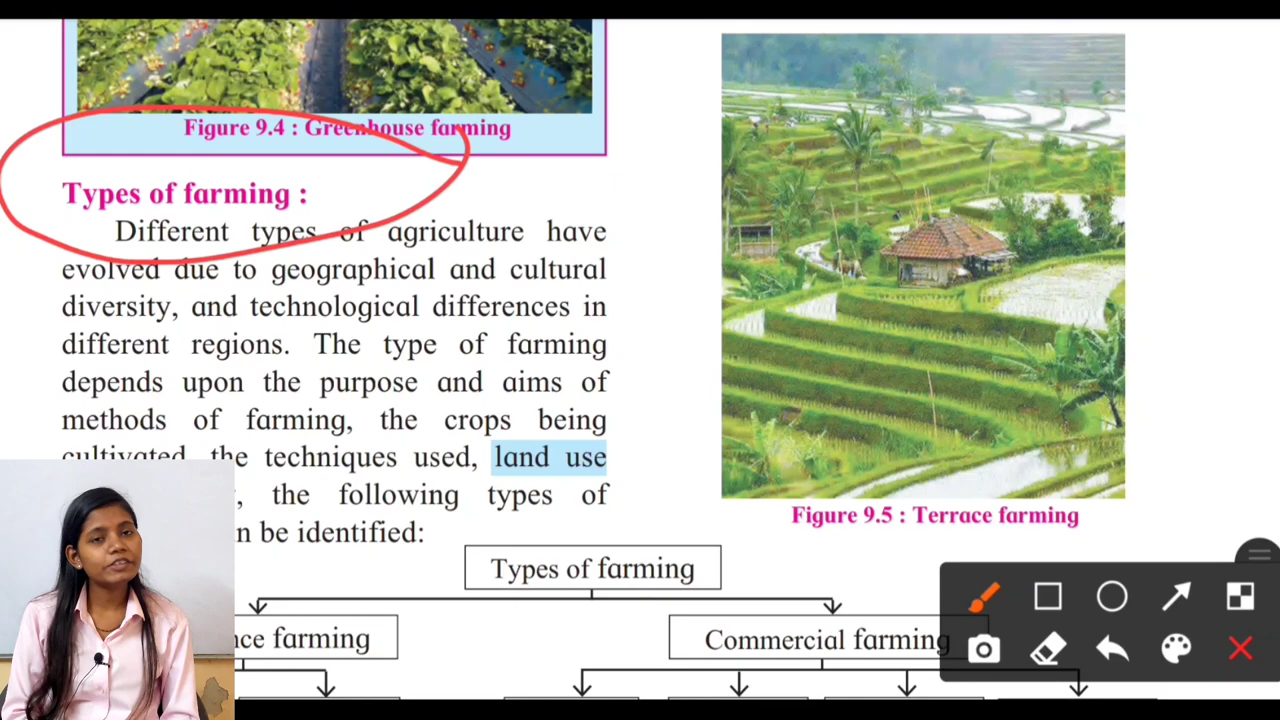 Figure 9.4 : Greenhouse farming
Types of farming :
Different types of agriculture have
evolved due to geographical and cultural
diversity, and technological differences in
different regions. The type of farming
depends upon the purpose and aims of
methods of farming, the crops being
cultivated, the techniques used, land use
, the following types of
n be identified:
Figure 9.5 : Terrace farming
Types of farming
nce farming
Commercial farming